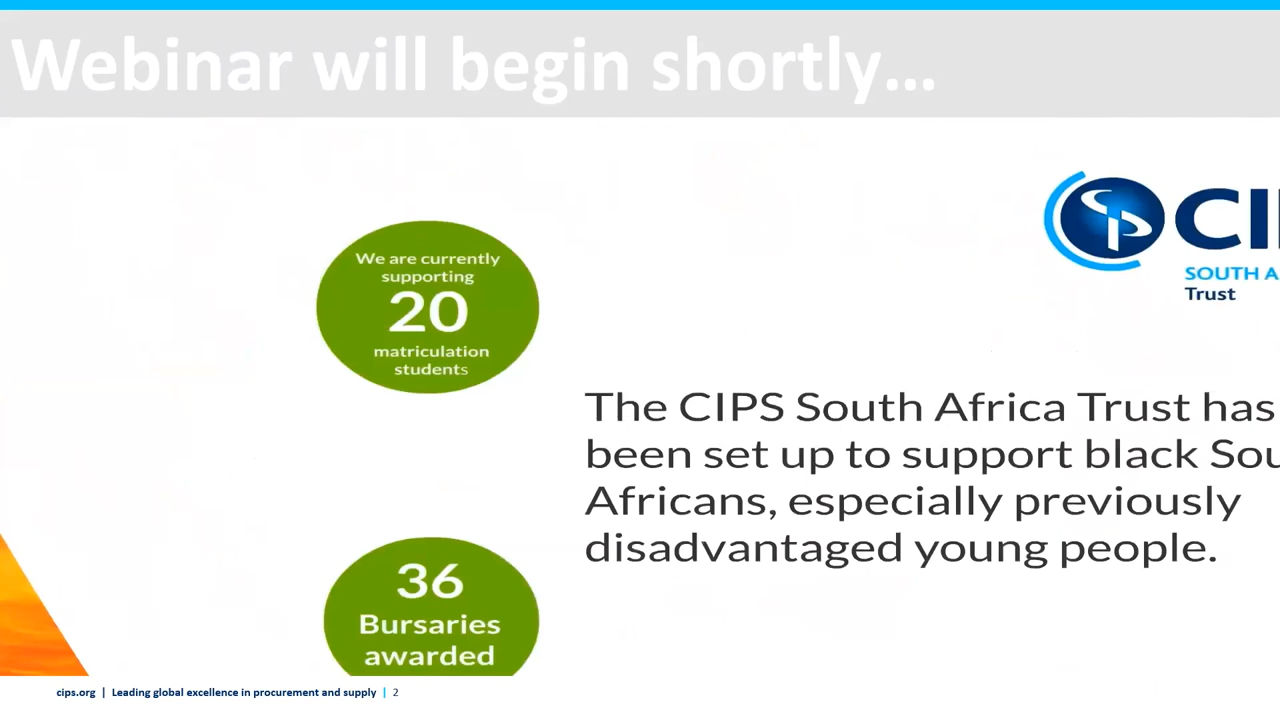 Webinar will begin shortly...
We are currently
supporting
20
matriculation
students
36
Bursaries
awarded
SOUTH
Trust
The CIPS South Africa Trust has
been set up to support black
Africans, especially previously
disadvantaged young people.
cips.org | Leading global excellence in procurement and supply | 2